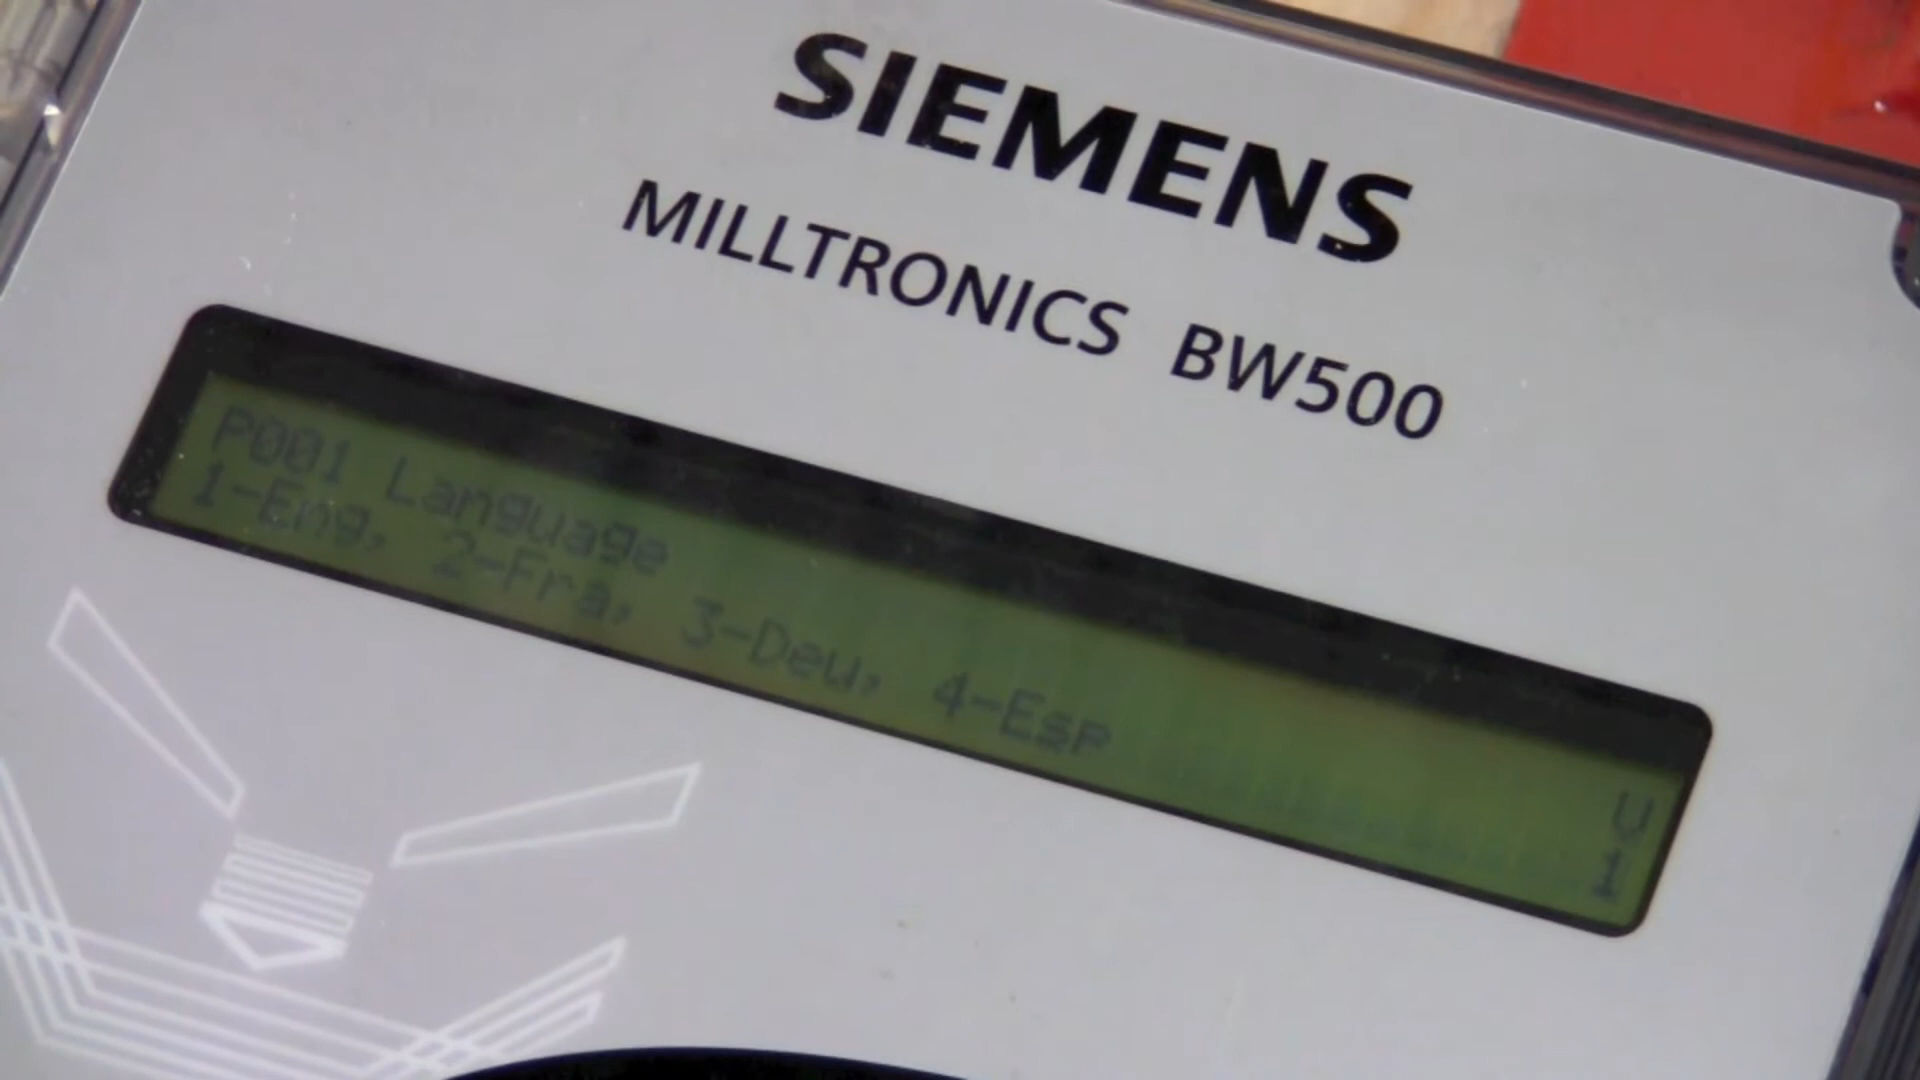 SIEMENS
MILLTRONICS BW500
P001 Language V
1-Eng, 2-Fra, 3-Deu, 4-Esp 1